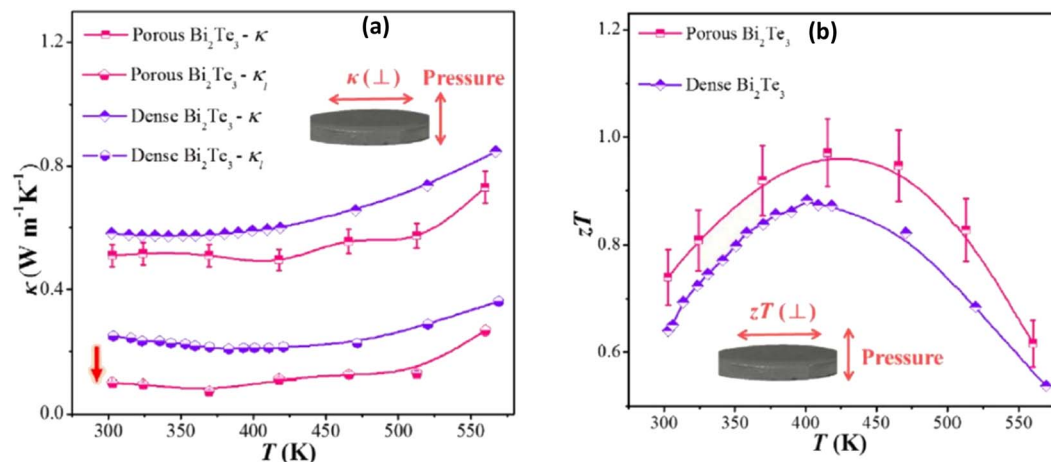 (a)
Porous Bi₂Te₃ - κ
Porous Bi₂Te₃ - κₗ
Dense Bi₂Te₃ - κ
Dense Bi₂Te₃ - κₗ
κ (⊥) Pressure
κ (W m⁻¹K⁻¹)
1.2
0.8
0.4
0.0
300 350 400 450 500 550
T (K)
(b)
Porous Bi₂Te₃
Dense Bi₂Te₃
zT (⊥)
Pressure
zT
1.2
1.0
0.8
0.6
300 350 400 450 500 550
T (K)